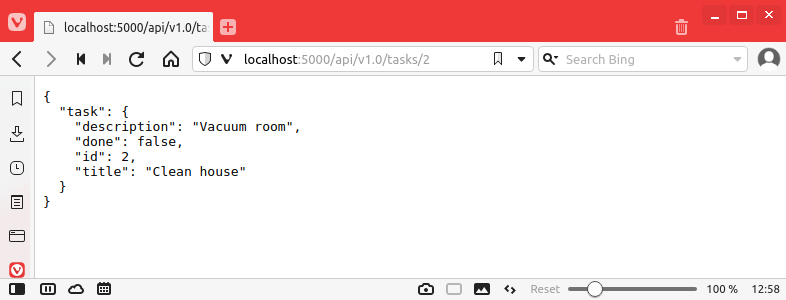 localhost:5000/api/v1.0/ta
localhost:5000/api/v1.0/tasks/2
Search Bing
{
  "task": {
    "description": "Vacuum room",
    "done": false,
    "id": 2,
    "title": "Clean house"
  }
}
Reset
100 %
12:58